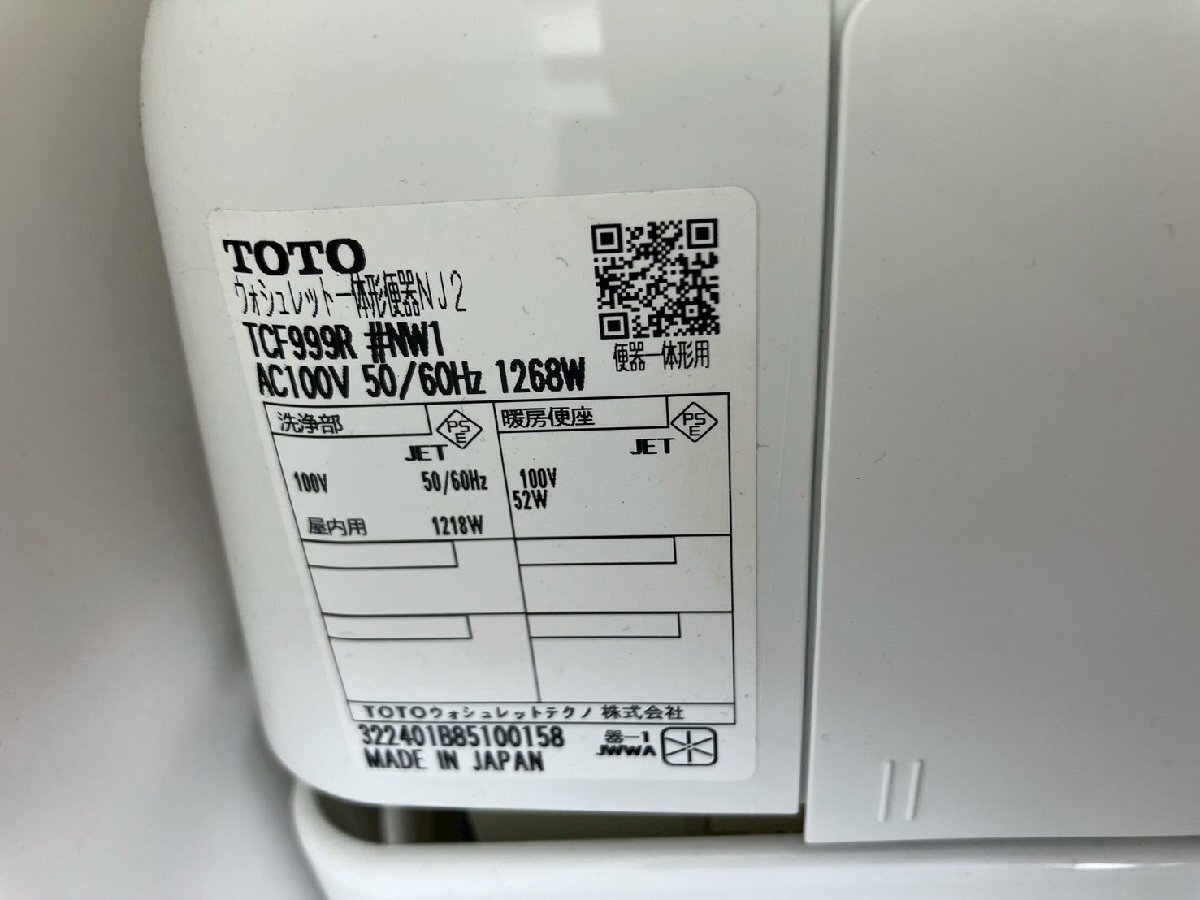 TOTO
ウォシュレット一体形便器NJ2
TCF999R #NW1
便器一体形用
AC100V 50/60Hz 1268W
洗浄部
PS
E
JET
100V 50/60Hz
屋内用 1218W
暖房便座
PS
E
JET
100V
52W
TOTOウォシュレットテクノ株式会社
322401B85100158
MADE IN JAPAN
器-1
JWWA